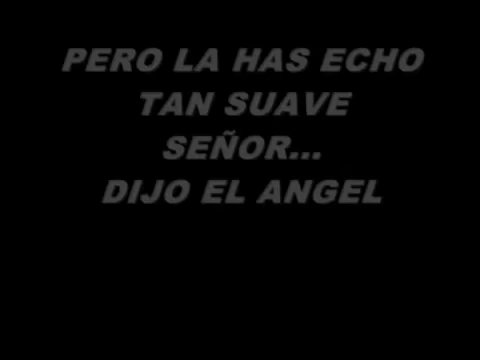 PERO LA HAS ECHO
TAN SUAVE
SEÑOR...
DIJO EL ANGEL